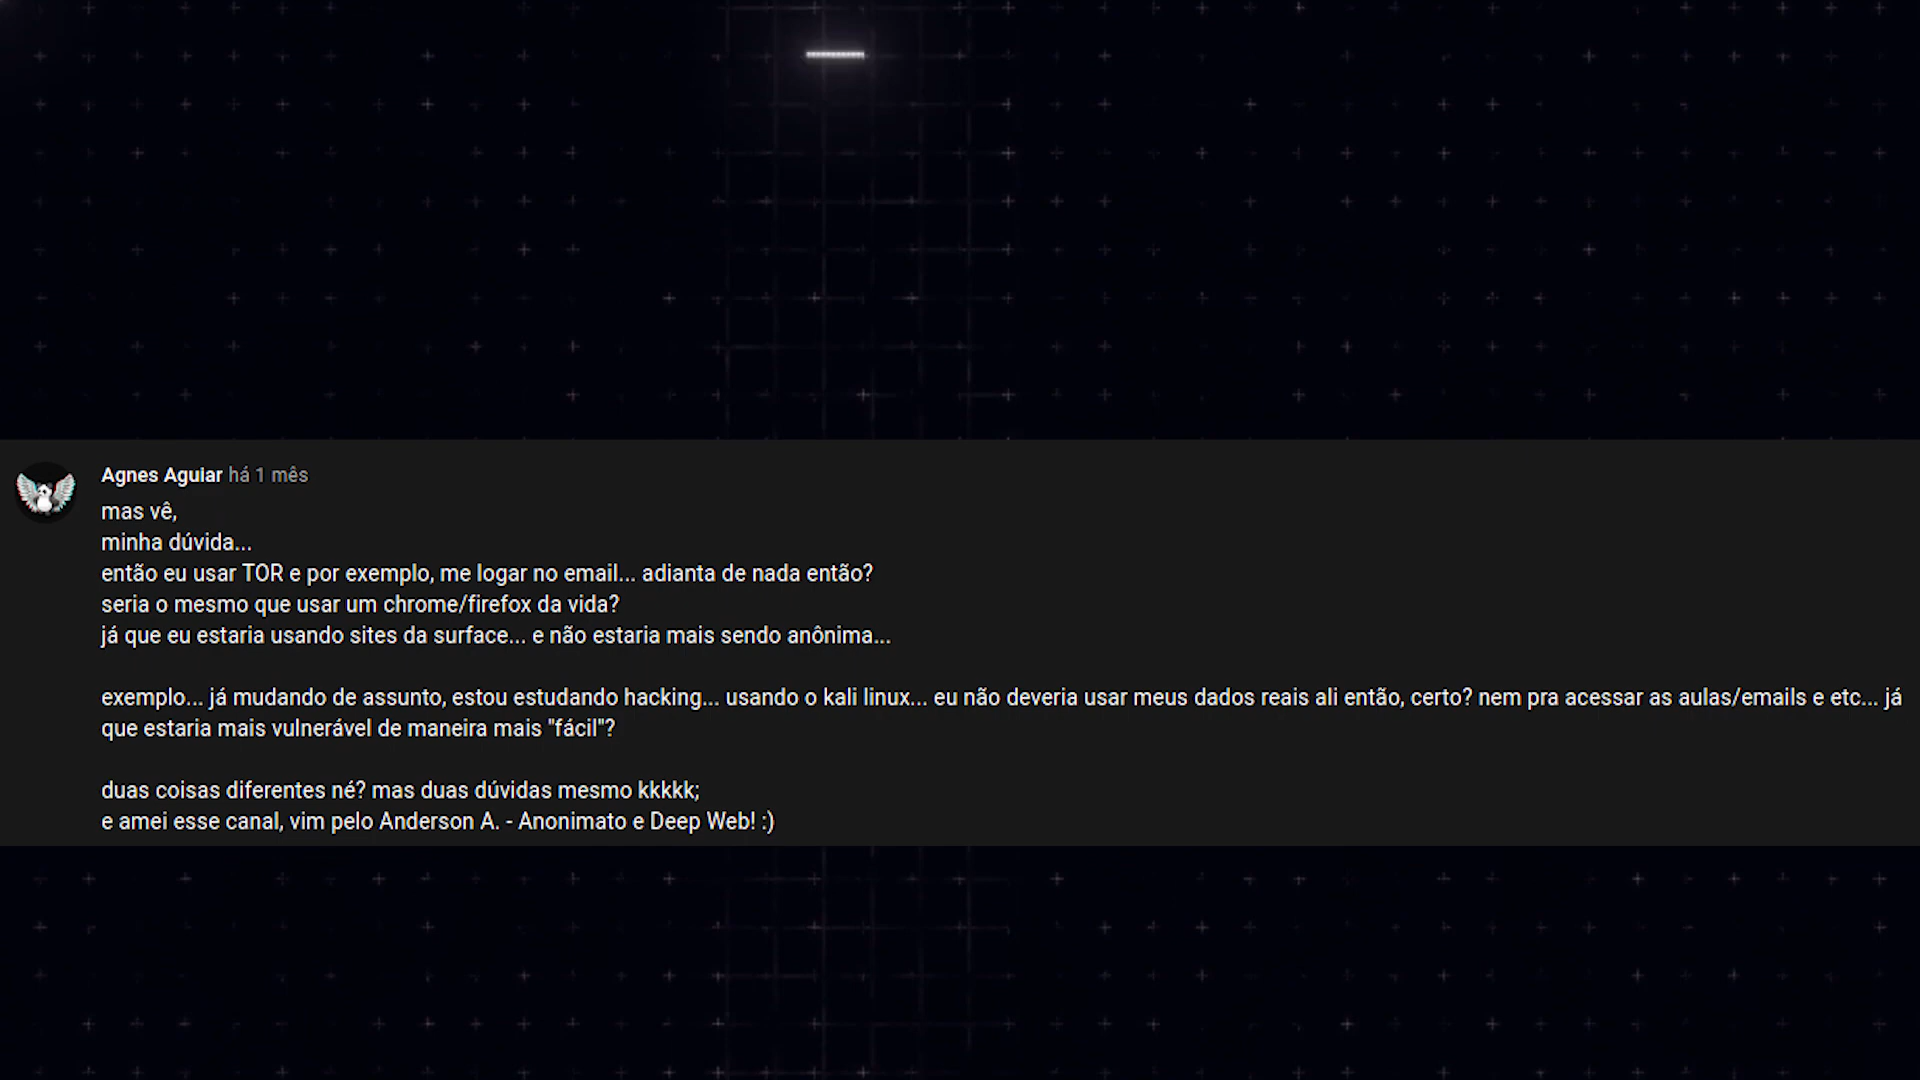 Agnes Aguiar há 1 mês
mas vê,
minha dúvida...
então eu usar TOR e por exemplo, me logar no email... adianta de nada então?
seria o mesmo que usar um chrome/firefox da vida?
já que eu estaria usando sites da surface... e não estaria mais sendo anônima...
exemplo... já mudando de assunto, estou estudando hacking... usando o kali linux... eu não deveria usar meus dados reais ali então, certo? nem pra acessar as aulas/emails e etc... já
que estaria mais vulnerável de maneira mais "fácil"?
duas coisas diferentes né? mas duas dúvidas mesmo kkkkk;
e amei esse canal, vim pelo Anderson A. - Anonimato e Deep Web! :)